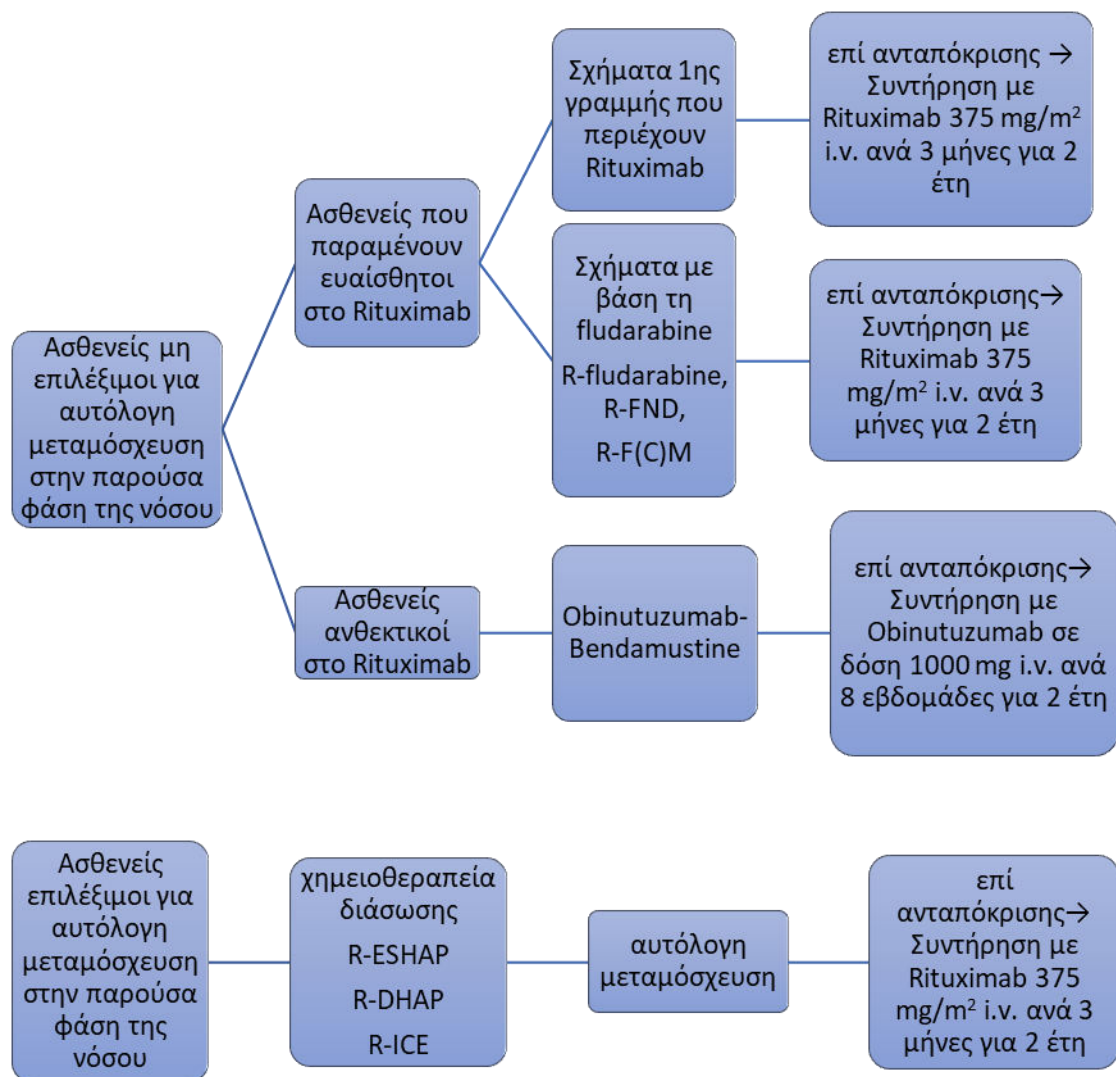 Ασθενείς μη
επιλέξιμοι για
αυτόλογη
μεταμόσχευση
στην παρούσα
φάση της νόσου
Ασθενείς που
παραμένουν
ευαίσθητοι
στο Rituximab
Σχήματα 1ης
γραμμής που
περιέχουν
Rituximab
επί ανταπόκρισης →
Συντήρηση με
Rituximab 375 mg/m²
i.v. ανά 3 μήνες για 2
έτη
Σχήματα με
βάση τη
fludarabine
R-fludarabine,
R-FND,
R-F(C)M
επί ανταπόκρισης→
Συντήρηση με
Rituximab 375
mg/m² i.v. ανά 3
μήνες για 2 έτη
Ασθενείς
ανθεκτικοί
στο Rituximab
Obinutuzumab-
Bendamustine
επί ανταπόκρισης→
Συντήρηση με
Obinutuzumab σε
δόση 1000 mg i.v. ανά
8 εβδομάδες για 2 έτη
Ασθενείς
επιλέξιμοι για
αυτόλογη
μεταμόσχευση
στην παρούσα
φάση της
νόσου
χημειοθεραπεία
διάσωσης
R-ESHAP
R-DHAP
R-ICE
αυτόλογη
μεταμόσχευση
επί
ανταπόκρισης→
Συντήρηση με
Rituximab 375
mg/m² i.v. ανά 3
μήνες για 2 έτη